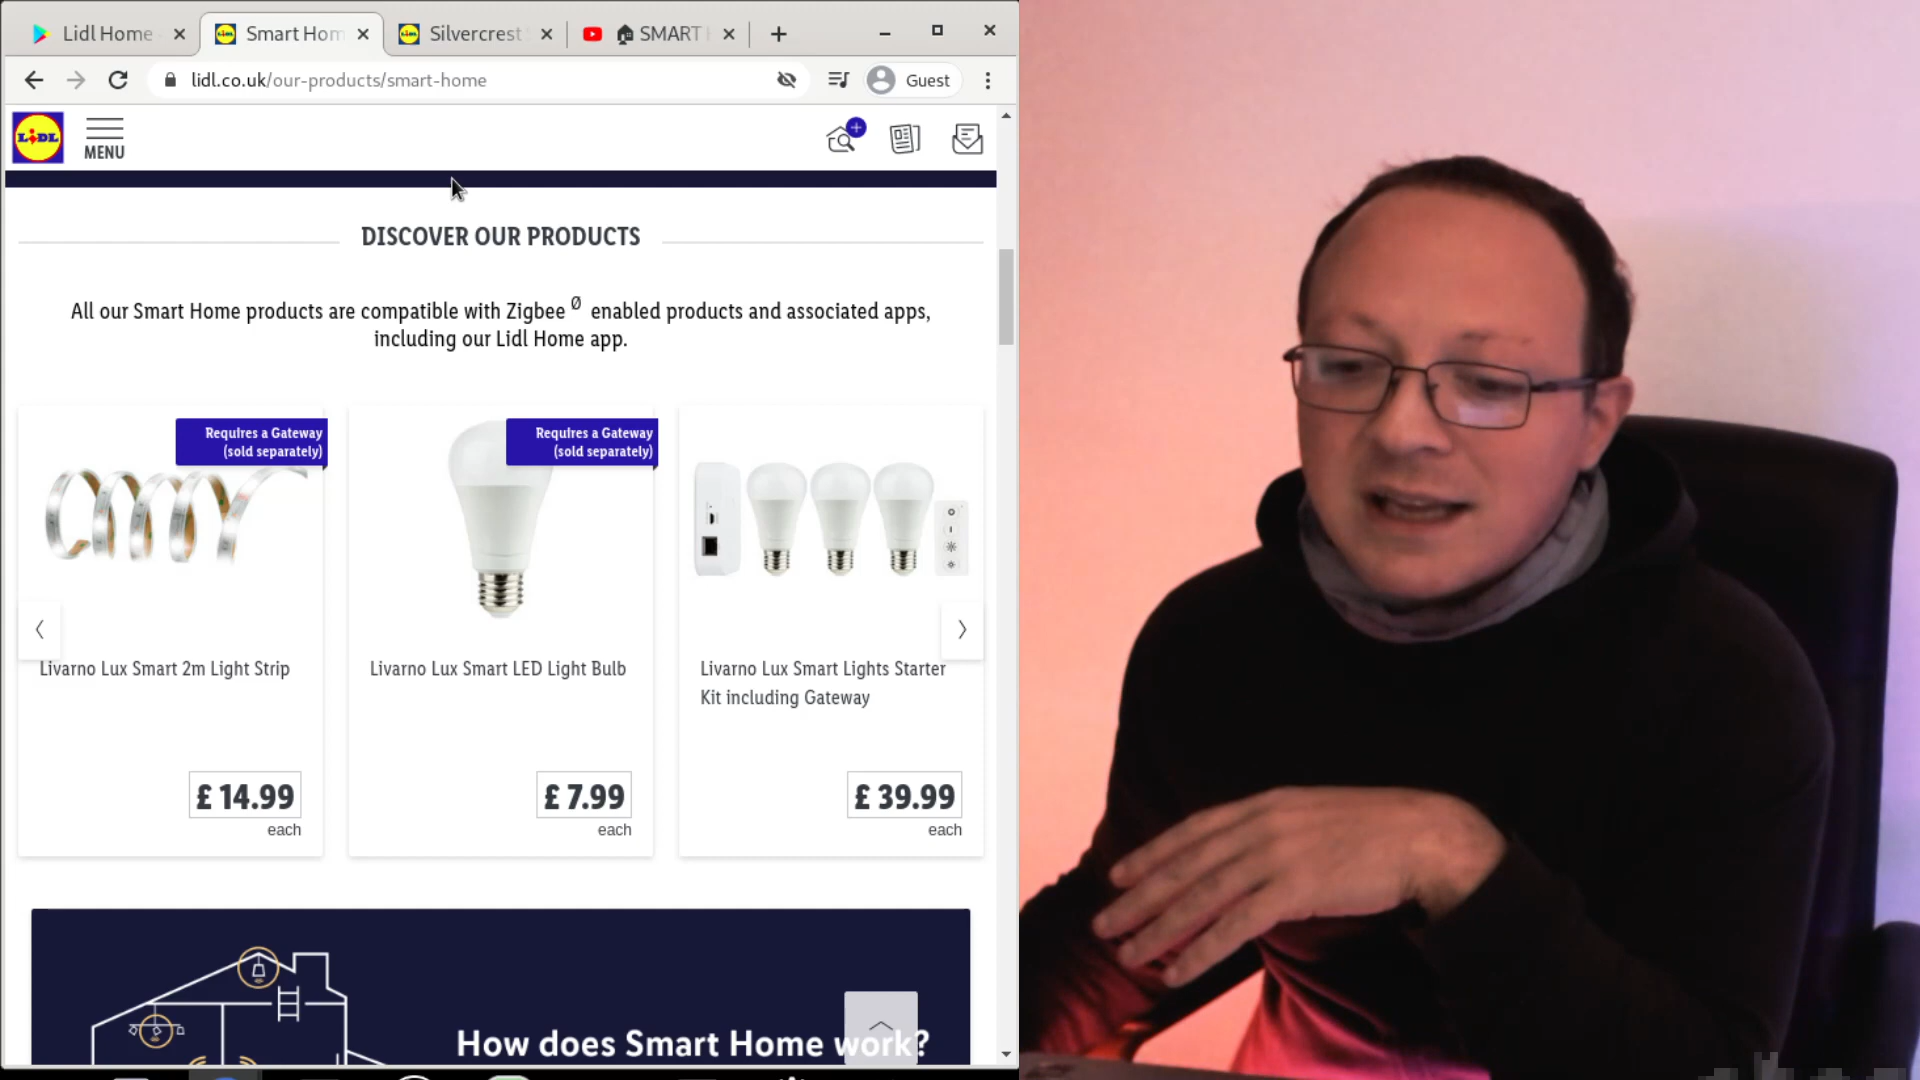 Lidl Home
Smart Hom
Silvercrest
SMART
lidl.co.uk/our-products/smart-home
Guest
LIDL
MENU
DISCOVER OUR PRODUCTS
All our Smart Home products are compatible with Zigbee Ø enabled products and associated apps,
including our Lidl Home app.
Requires a Gateway
(sold separately)
Requires a Gateway
(sold separately)
Livarno Lux Smart 2m Light Strip
£ 14.99
each
Livarno Lux Smart LED Light Bulb
£ 7.99
each
Livarno Lux Smart Lights Starter
Kit including Gateway
£ 39.99
each
How does Smart Home work?